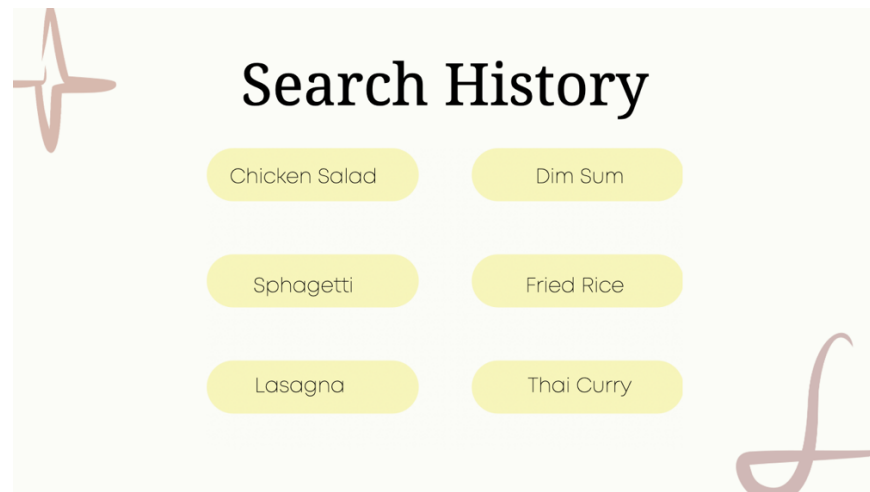 Search History
Chicken Salad
Dim Sum
Sphagetti
Fried Rice
Lasagna
Thai Curry